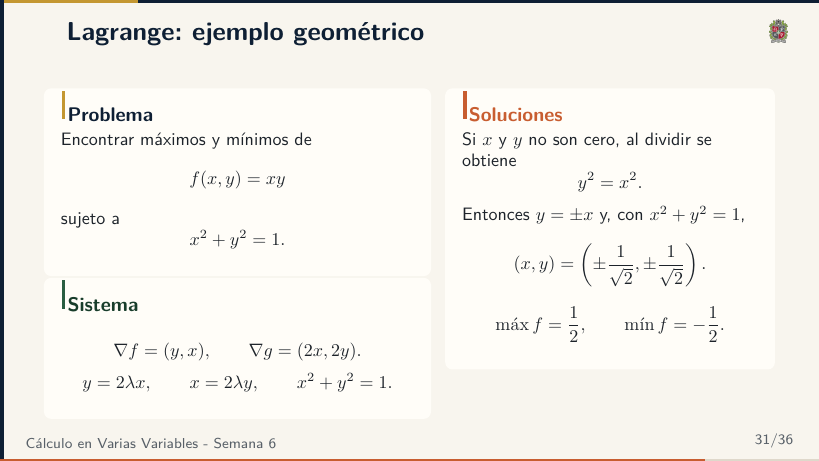 Lagrange: ejemplo geométrico
Problema
Encontrar máximos y mínimos de
f(x, y) = xy
sujeto a
x² + y² = 1.
Sistema
∇f = (y, x), ∇g = (2x, 2y).
y = 2λx, x = 2λy, x² + y² = 1.
Soluciones
Si x y y no son cero, al dividir se
obtiene
y² = x².
Entonces y = ±x y, con x² + y² = 1,
(x, y) = (±1/√2, ±1/√2).
máx f = 1/2, mín f = −1/2.
Cálculo en Varias Variables - Semana 6
31/36